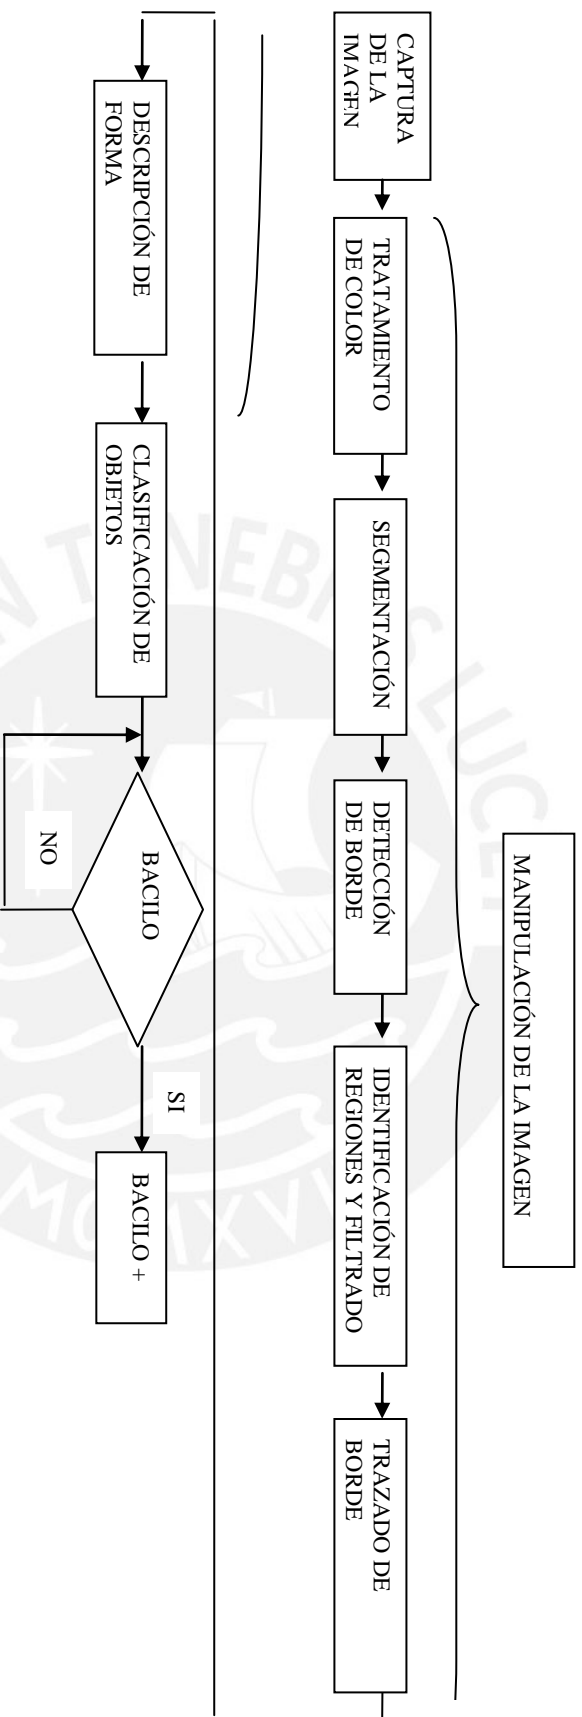 MANIPULACIÓN DE LA IMAGEN
CAPTURA
DE LA
IMAGEN
TRATAMIENTO
DE COLOR
SEGMENTACIÓN
DETECCIÓN
DE BORDE
IDENTIFICACIÓN DE
REGIONES Y FILTRADO
TRAZADO DE
BORDE
DESCRIPCIÓN DE
FORMA
CLASIFICACIÓN DE
OBJETOS
BACILO
SI
NO
BACILO +